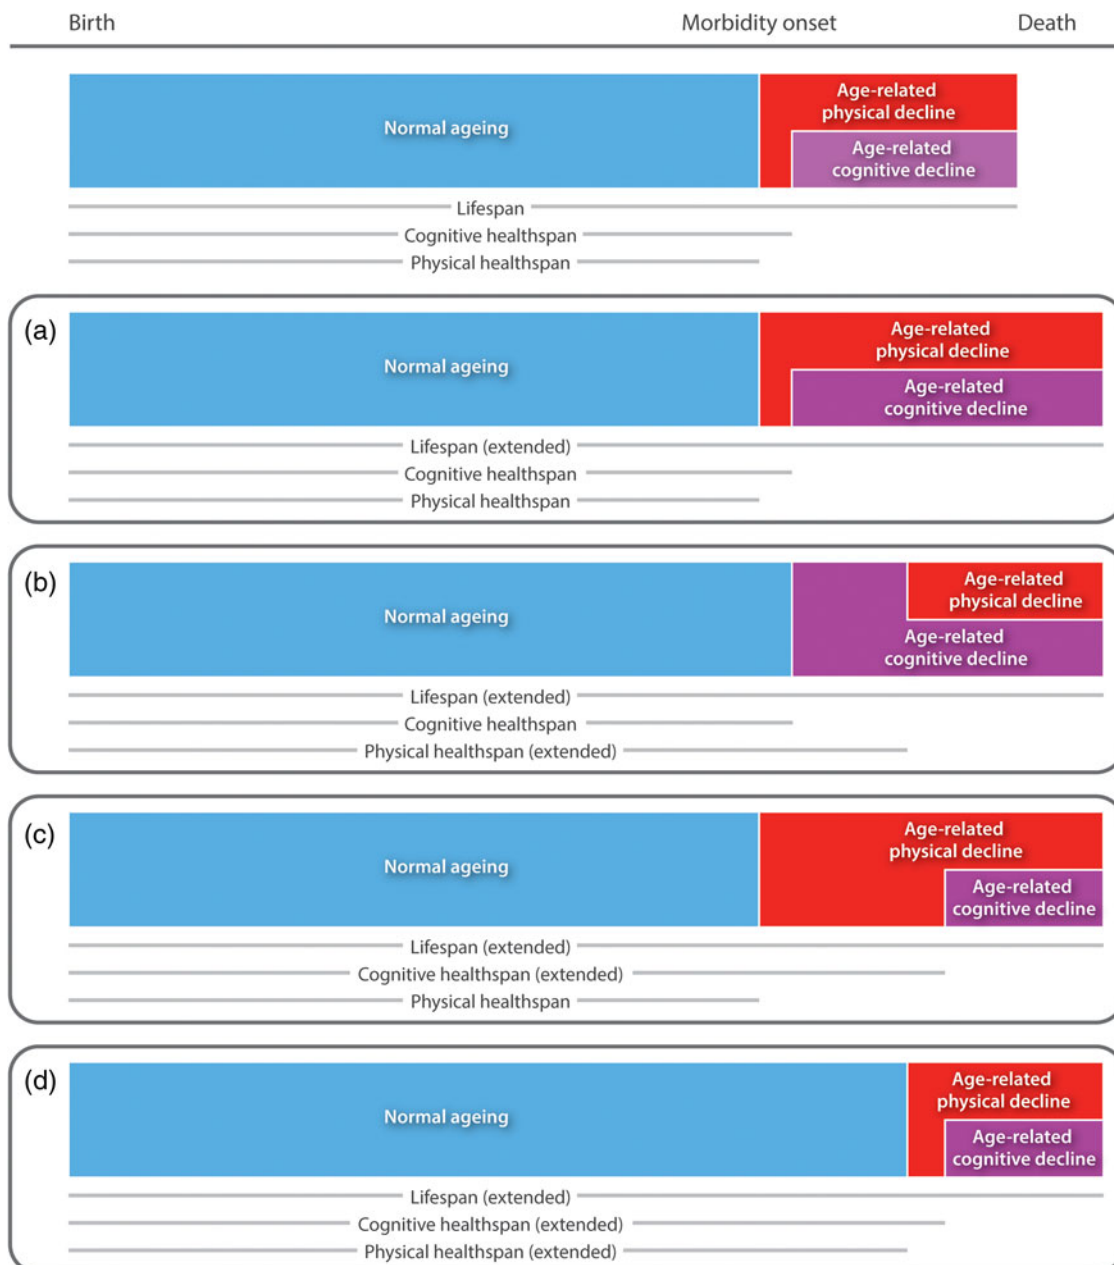 Birth Morbidity onset Death
Normal ageing
Age-related
physical decline
Age-related
cognitive decline
Lifespan
Cognitive healthspan
Physical healthspan
(a)
Normal ageing
Age-related
physical decline
Age-related
cognitive decline
Lifespan (extended)
Cognitive healthspan
Physical healthspan
(b)
Normal ageing
Age-related
physical decline
Age-related
cognitive decline
Lifespan (extended)
Cognitive healthspan
Physical healthspan (extended)
(c)
Normal ageing
Age-related
physical decline
Age-related
cognitive decline
Lifespan (extended)
Cognitive healthspan (extended)
Physical healthspan
(d)
Normal ageing
Age-related
physical decline
Age-related
cognitive decline
Lifespan (extended)
Cognitive healthspan (extended)
Physical healthspan (extended)